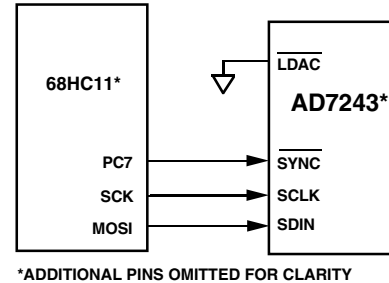 68HC11*
LDAC
AD7243*
PC7
SYNC
SCK
SCLK
MOSI
SDIN
*ADDITIONAL PINS OMITTED FOR CLARITY